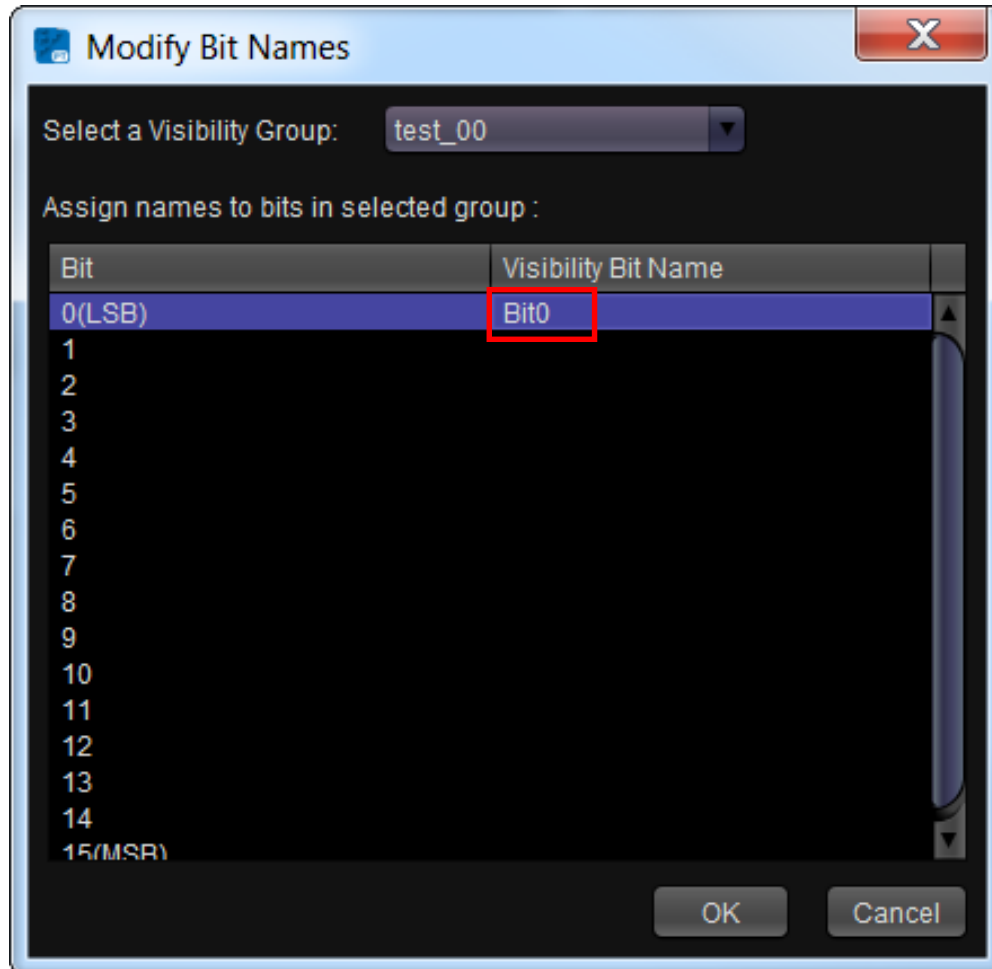 Modify Bit Names
Select a Visibility Group: test_00
Assign names to bits in selected group :
Bit Visibility Bit Name
0(LSB) Bit0
1
2
3
4
5
6
7
8
9
10
11
12
13
14
15(MSB)
OK Cancel